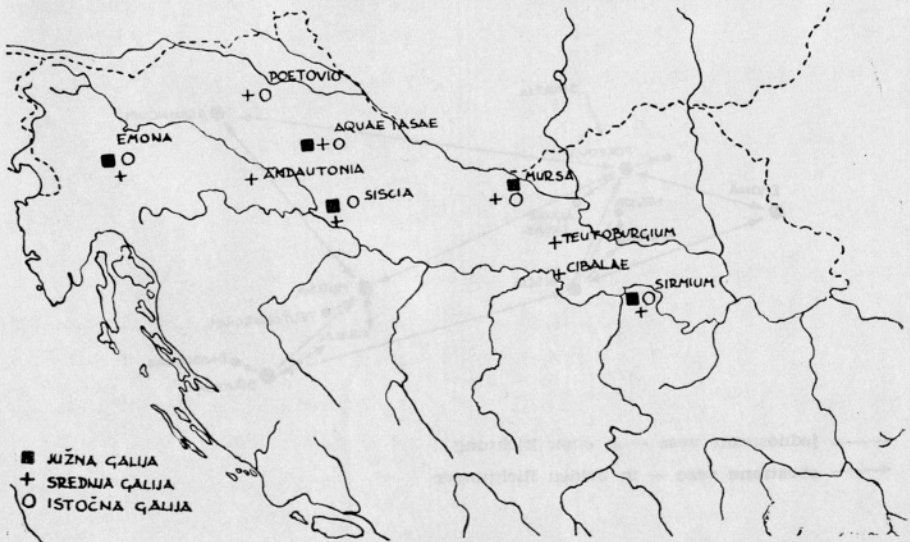 POETOVIO
AQUAE IASAE
EMONA
ANDAUTONIA
SISCIA
MURSA
TEUTOBURGIUM
CIBALAE
SIRMIUM
JUŽNA GALIJA
SREDNJA GALIJA
ISTOČNA GALIJA